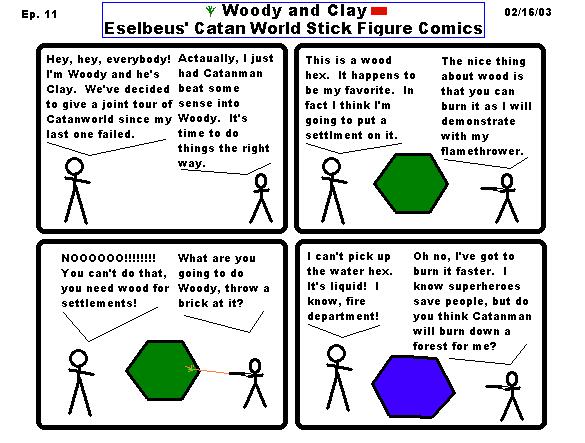 Ep. 11
Woody and Clay
02/16/03
Eselbeus' Catan World Stick Figure Comics
Hey, hey, everybody!
I'm Woody and he's
Clay. We've decided
to give a joint tour of
Catanworld since my
last one failed.
Actaually, I just
had Catanman
beat some
sense into
Woody. It's
time to do
things the right
way.
This is a wood
hex. It happens to
be my favorite. In
fact I think I'm
going to put a
settlment on it.
The nice thing
about wood is
that you can
burn it as I will
demonstrate
with my
flamethrower.
NOOOOOO!!!!!!!!
You can't do that,
you need wood for
settlements!
What are you
going to do
Woody, throw a
brick at it?
I can't pick up
the water hex.
It's liquid! I
know, fire
department!
Oh no, I've got to
burn it faster. I
know superheroes
save people, but do
you think Catanman
will burn down a
forest for me?